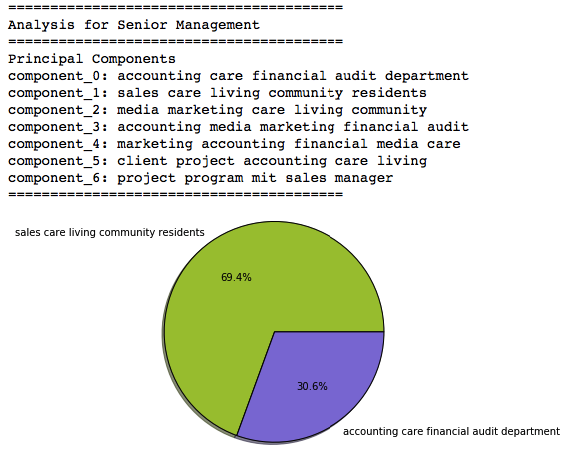 ========================================
Analysis for Senior Management
========================================
Principal Components
component_0: accounting care financial audit department
component_1: sales care living community residents
component_2: media marketing care living community
component_3: accounting media marketing financial audit
component_4: marketing accounting financial media care
component_5: client project accounting care living
component_6: project program mit sales manager
========================================
sales care living community residents
69.4%
30.6%
accounting care financial audit department